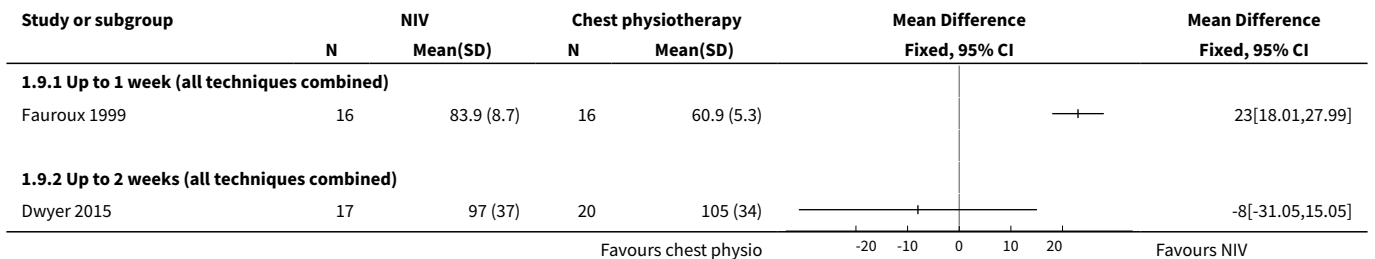 Study or subgroup NIV Chest physiotherapy Mean Difference Mean Difference
N Mean(SD) N Mean(SD) Fixed, 95% CI Fixed, 95% CI
1.9.1 Up to 1 week (all techniques combined)
Fauroux 1999 16 83.9 (8.7) 16 60.9 (5.3) 23[18.01,27.99]
1.9.2 Up to 2 weeks (all techniques combined)
Dwyer 2015 17 97 (37) 20 105 (34) -8[-31.05,15.05]
Favours chest physio -20 -10 0 10 20 Favours NIV